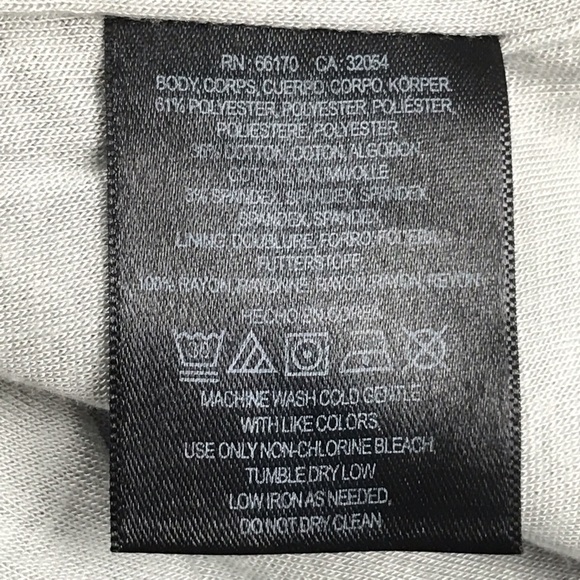 RN: 66170 CA: 32054
BODY, CORPS, CUERPO, CORPO, KÖRPER
61% POLYESTER, POLYESTER, POLIÉSTER,
POLIESTERE, POLYESTER
36% COTTON, COTON, ALGODON,
COTONE, BAUMWOLLE
3% SPANDEX, SPANDEX, SPANDEX
SPANDEX, SPANDEX
LINING, DOUBLURE, FORRO,
FUTTERSTOFF
100% RAYON, RAYONNE, RAYON, RAYON, REYON
HECHO EN COREA
MACHINE WASH COLD GENTLE
WITH LIKE COLORS,
USE ONLY NON-CHLORINE BLEACH,
TUMBLE DRY LOW
LOW IRON AS NEEDED,
DO NOT DRY CLEAN